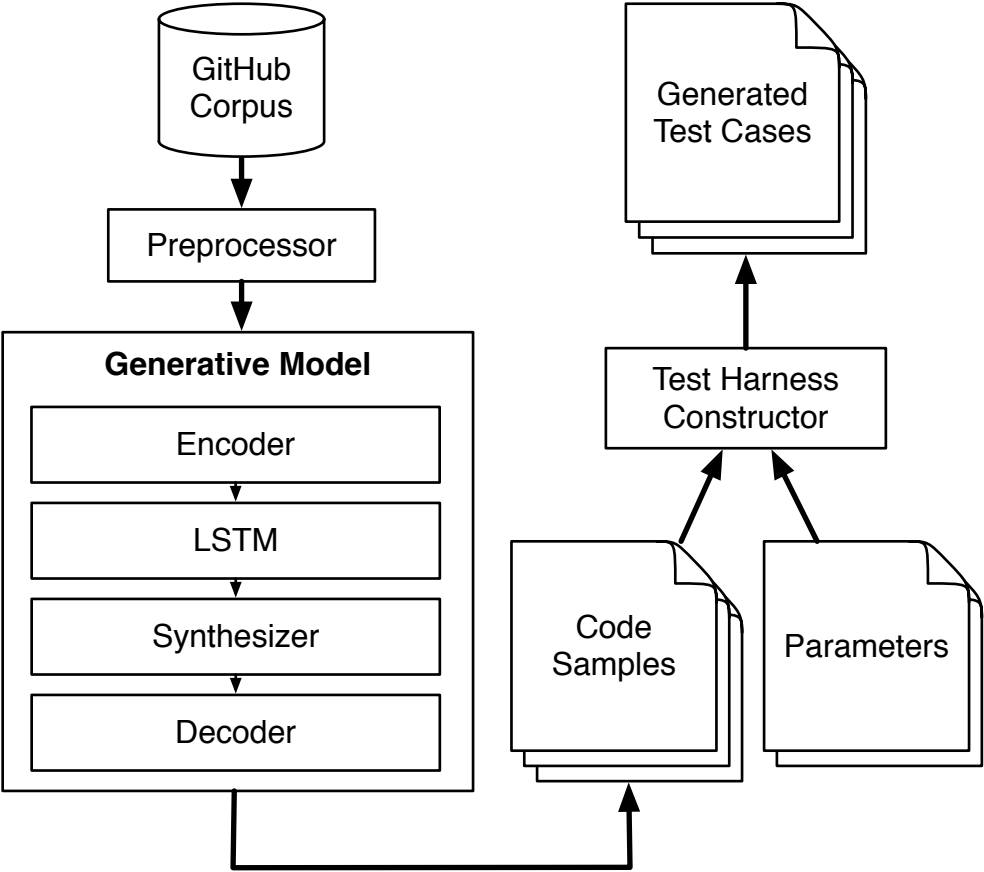 GitHub
Corpus
Preprocessor
Generative Model
Encoder
LSTM
Synthesizer
Decoder
Generated
Test Cases
Test Harness
Constructor
Code
Samples
Parameters